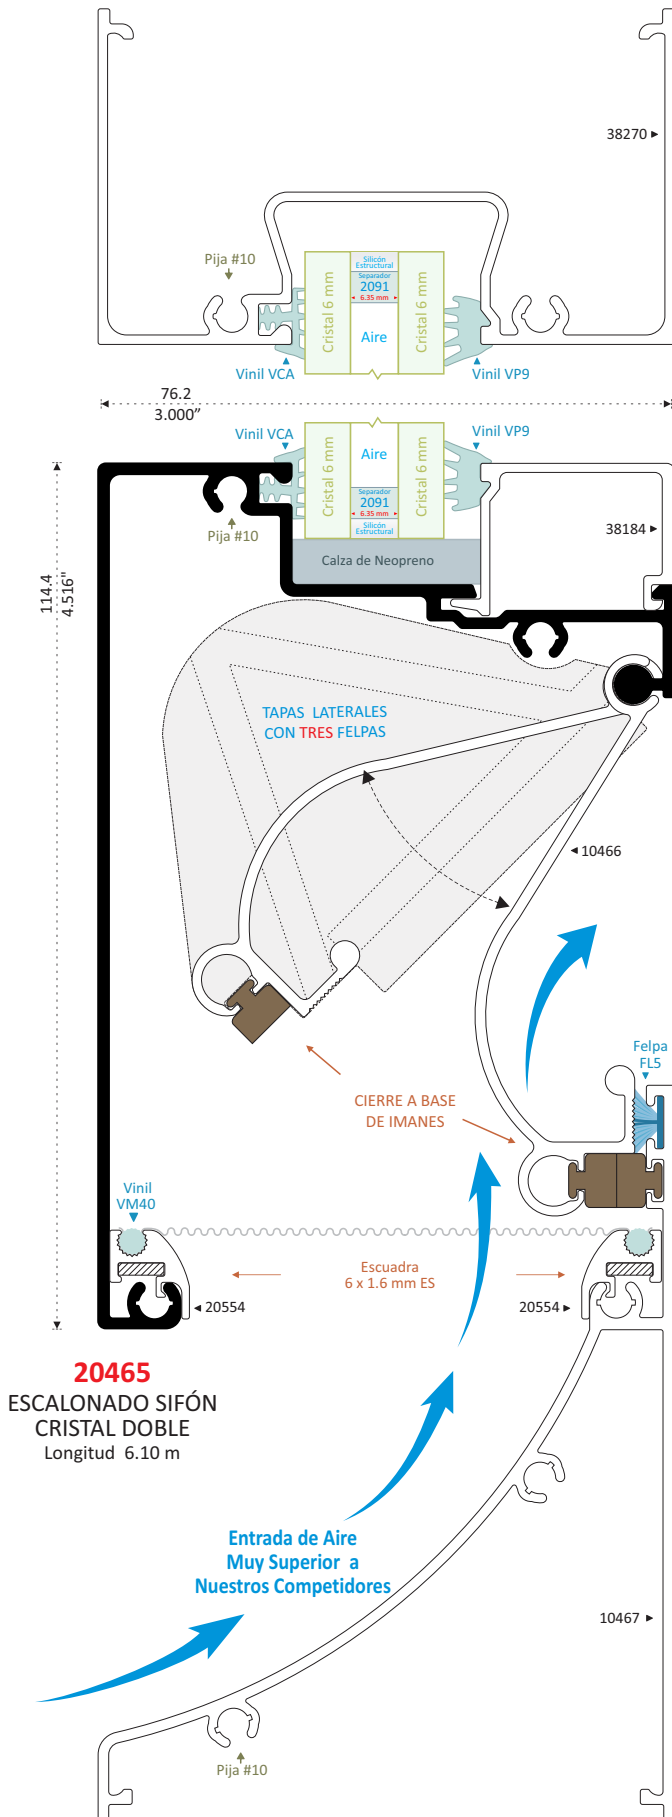 38270
Pija #10
Silicón
Estructural
Separador
2091
6.35 mm
Cristal 6 mm
Aire
Cristal 6 mm
Vinil VCA
Vinil VP9
76.2
3.000”
Vinil VCA
Vinil VP9
Cristal 6 mm
Aire
Cristal 6 mm
Separador
2091
6.35 mm
Silicón
Estructural
Pija #10
38184
Calza de Neopreno
114.4
4.516"
TAPAS LATERALES
CON TRES FELPAS
10466
Felpa
FL5
CIERRE A BASE
DE IMANES
Vinil
VM40
Escuadra
6 x 1.6 mm ES
20554
20554
20465
ESCALONADO SIFÓN
CRISTAL DOBLE
Longitud 6.10 m
Entrada de Aire
Muy Superior a
Nuestros Competidores
10467
Pija #10